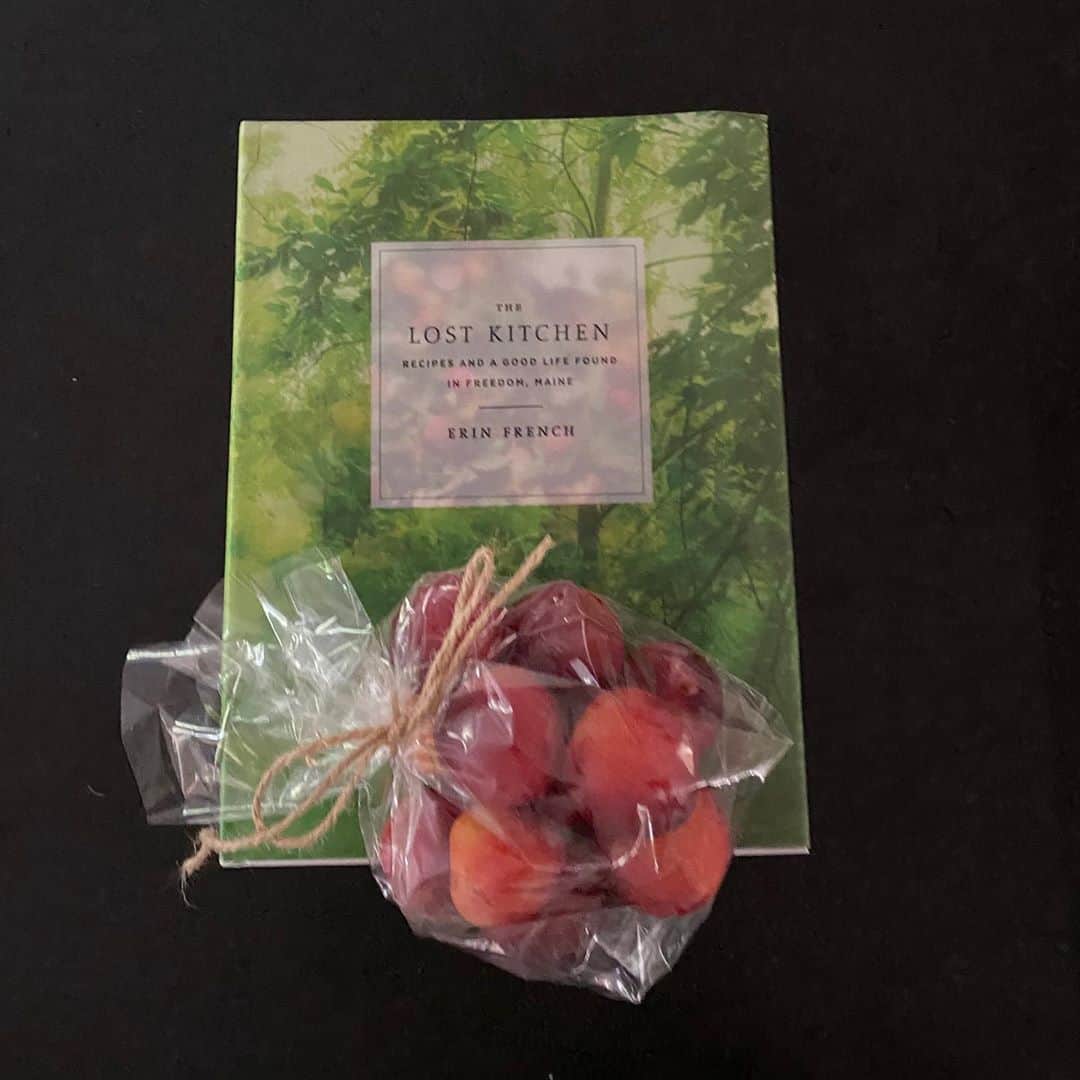 THE
LOST KITCHEN
RECIPES AND A GOOD LIFE FOUND
IN FREEDOM, MAINE
ERIN FRENCH